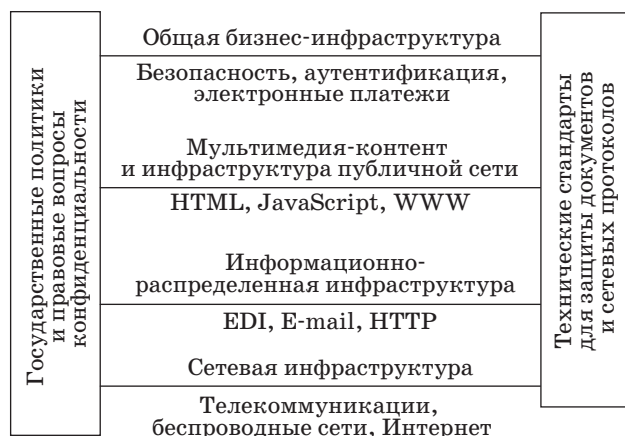 Государственные политики
и правовые вопросы
конфиденциальности
Общая бизнес-инфраструктура
Безопасность, аутентификация,
электронные платежи
Мультимедия-контент
и инфраструктура публичной сети
HTML, JavaScript, WWW
Информационно-
распределенная инфраструктура
EDI, E-mail, HTTP
Сетевая инфраструктура
Телекоммуникации,
беспроводные сети, Интернет
Технические стандарты
для защиты документов
и сетевых протоколов